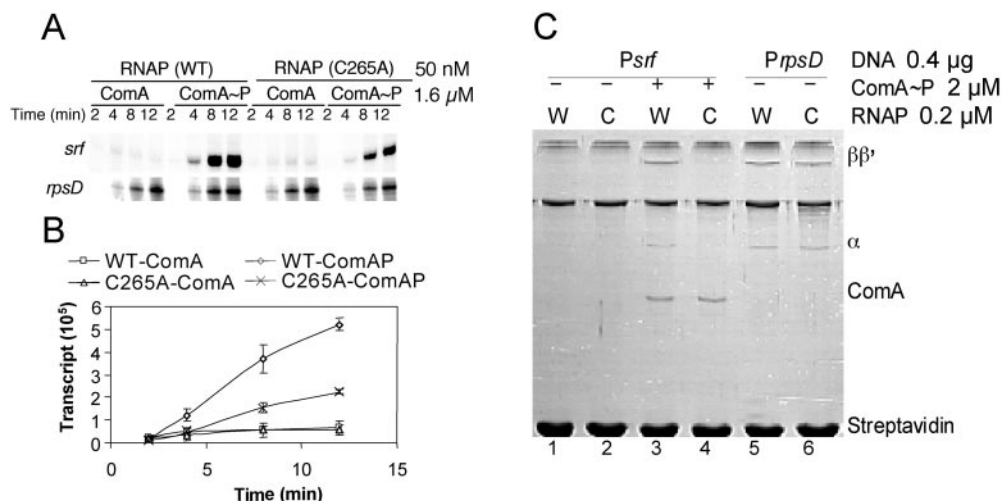 A
RNAP (WT) RNAP (C265A) 50 nM
ComA ComA~P ComA ComA~P 1.6 µM
Time (min) 2 4 8 12 2 4 8 12 2 4 8 12 2 4 8 12
srf
rpsD
B
WT-ComA WT-ComAP
C265A-ComA C265A-ComAP
Transcript (10⁵)
6
5
4
3
2
1
0
0 5 10 15
Time (min)
C
Psrf PrpsD DNA 0.4 µg
– – + + ComA~P 2 µM
W C W C W C RNAP 0.2 µM
ββ'
α
ComA
Streptavidin
1 2 3 4 5 6